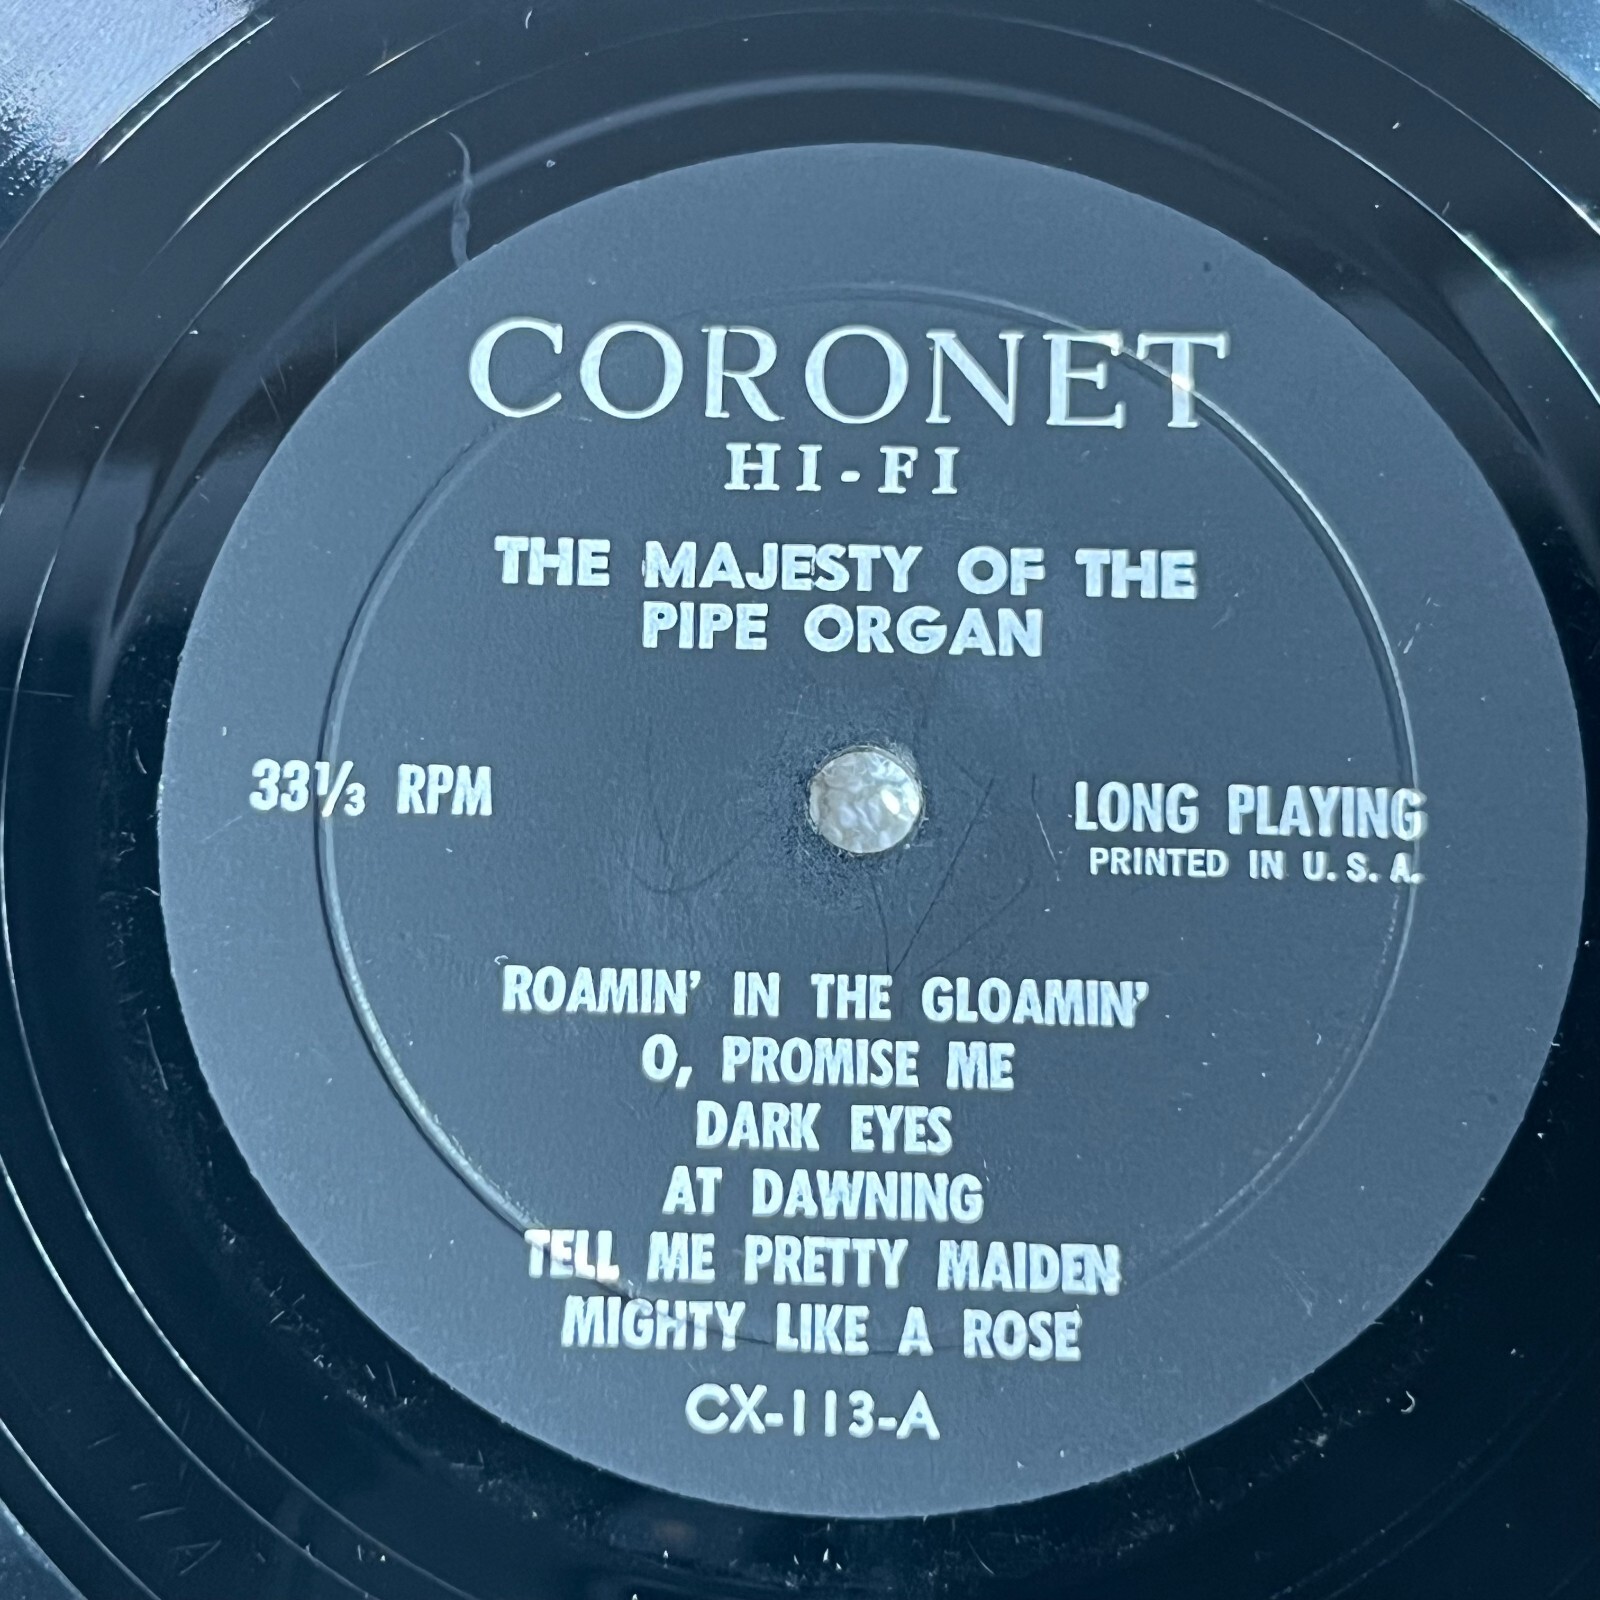 CORONET
HI-FI
THE MAJESTY OF THE
PIPE ORGAN
33⅓ RPM
LONG PLAYING
PRINTED IN U.S.A.
ROAMIN' IN THE GLOAMIN'
O, PROMISE ME
DARK EYES
AT DAWNING
TELL ME PRETTY MAIDEN
MIGHTY LIKE A ROSE
CX-113-A